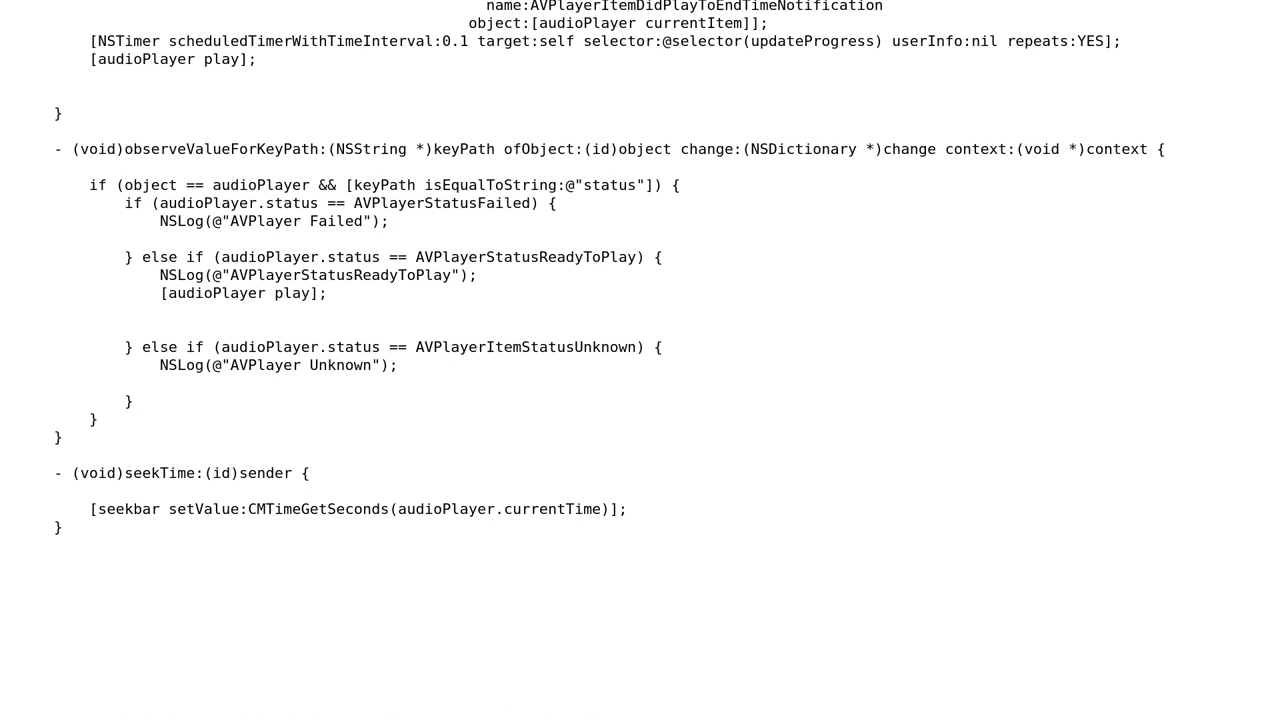 name:AVPlayerItemDidPlayToEndTimeNotification
object:[audioPlayer currentItem]];
[NSTimer scheduledTimerWithTimeInterval:0.1 target:self selector:@selector(updateProgress) userInfo:nil repeats:YES];
[audioPlayer play];
}
- (void)observeValueForKeyPath:(NSString *)keyPath ofObject:(id)object change:(NSDictionary *)change context:(void *)context {
if (object == audioPlayer && [keyPath isEqualToString:@"status"]) {
if (audioPlayer.status == AVPlayerStatusFailed) {
NSLog(@"AVPlayer Failed");
} else if (audioPlayer.status == AVPlayerStatusReadyToPlay) {
NSLog(@"AVPlayerStatusReadyToPlay");
[audioPlayer play];
} else if (audioPlayer.status == AVPlayerItemStatusUnknown) {
NSLog(@"AVPlayer Unknown");
}
}
}
- (void)seekTime:(id)sender {
[seekbar setValue:CMTimeGetSeconds(audioPlayer.currentTime)];
}